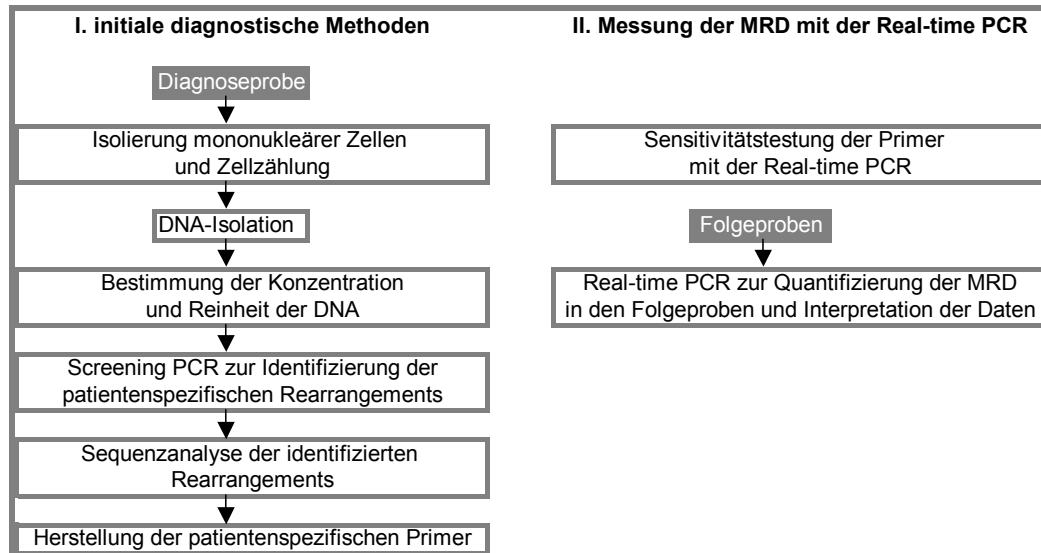 I. initiale diagnostische Methoden
Diagnoseprobe
Isolierung mononukleärer Zellen
und Zellzählung
DNA-Isolation
Bestimmung der Konzentration
und Reinheit der DNA
Screening PCR zur Identifizierung der
patientenspezifischen Rearrangements
Sequenzanalyse der identifizierten
Rearrangements
Herstellung der patientenspezifischen Primer
II. Messung der MRD mit der Real-time PCR
Sensitivitätstestung der Primer
mit der Real-time PCR
Folgeproben
Real-time PCR zur Quantifizierung der MRD
in den Folgeproben und Interpretation der Daten